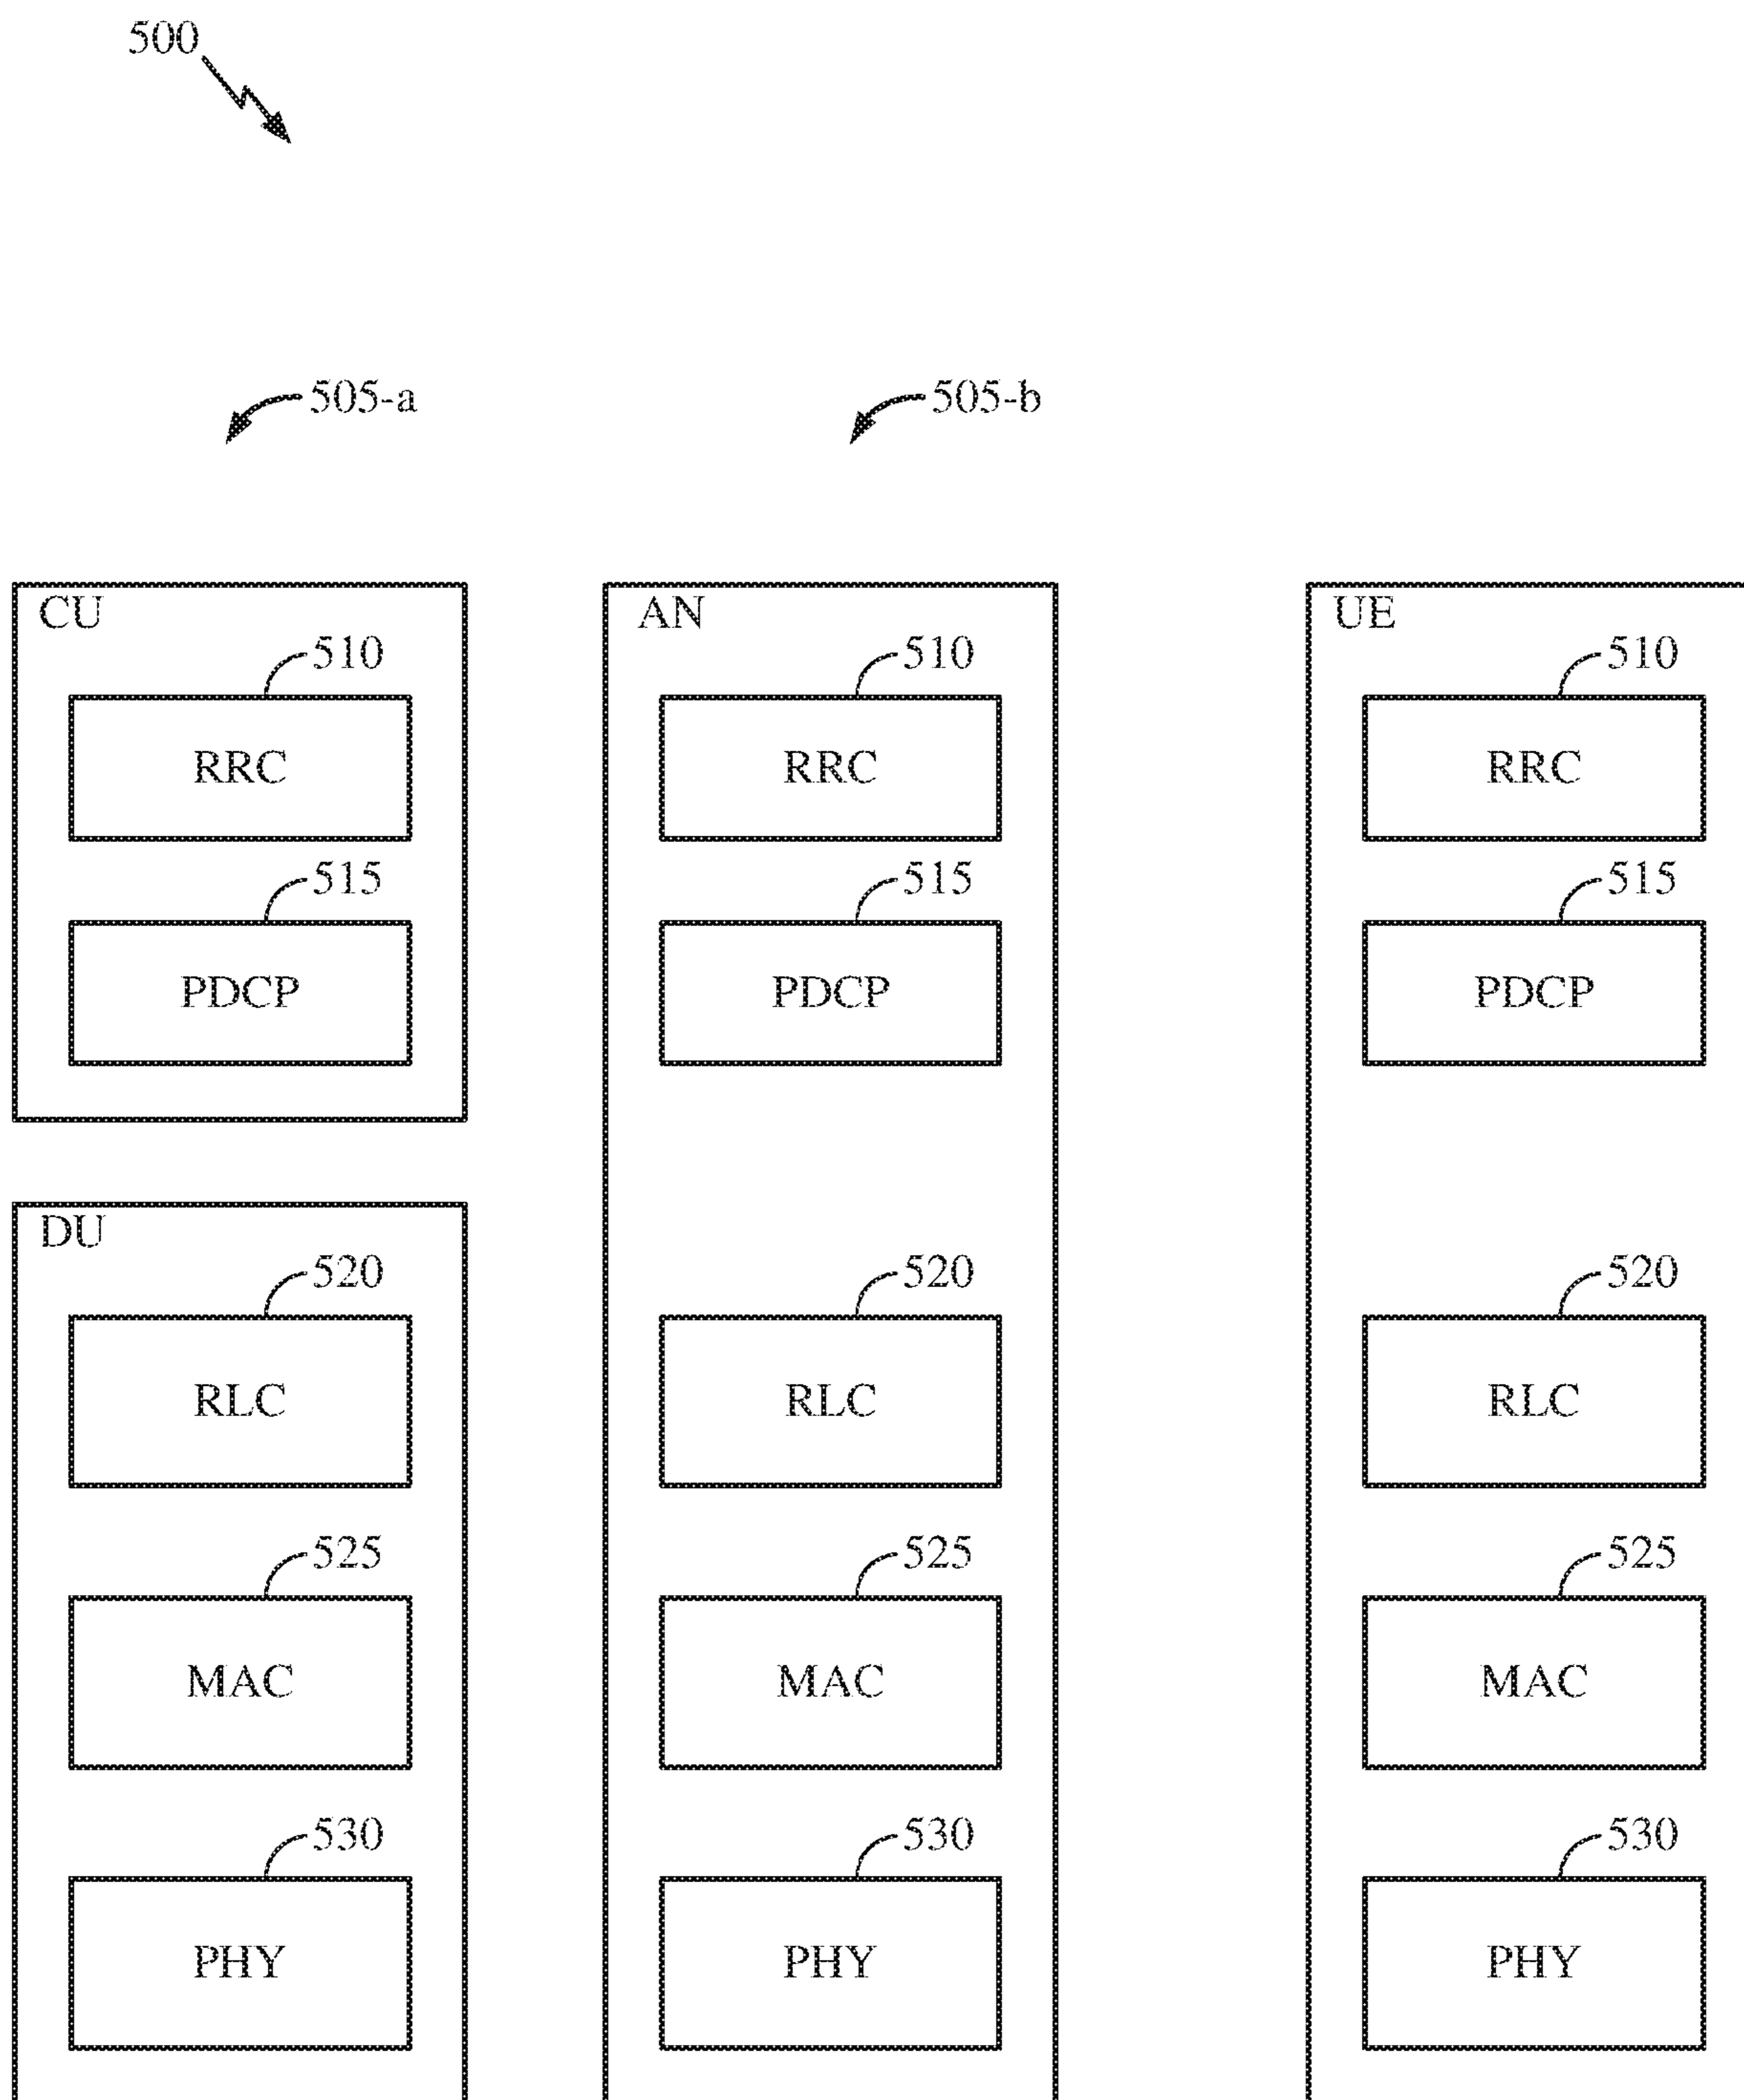 500
505-a 505-b
CU AN UE
510 510 510
RRC RRC RRC
515 515 515
PDCP PDCP PDCP
DU
520 520 520
RLC RLC RLC
525 525 525
MAC MAC MAC
530 530 530
PHY PHY PHY